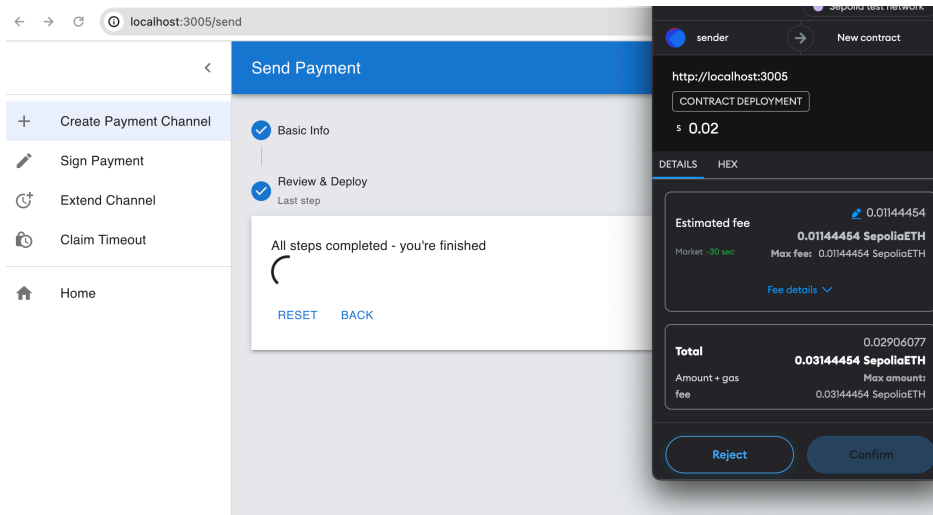 localhost:3005/send
Send Payment
Create Payment Channel
Sign Payment
Extend Channel
Claim Timeout
Home
Basic Info
Review & Deploy
Last step
All steps completed - you're finished
RESET BACK
Sepolia test network
sender New contract
http://localhost:3005
CONTRACT DEPLOYMENT
S 0.02
DETAILS HEX
Estimated fee
0.01144454
0.01144454 SepoliaETH
Market ~30 sec Max fee: 0.01144454 SepoliaETH
Fee details
Total
0.02906077
0.03144454 SepoliaETH
Amount + gas fee
Max amount:
0.03144454 SepoliaETH
Reject Confirm